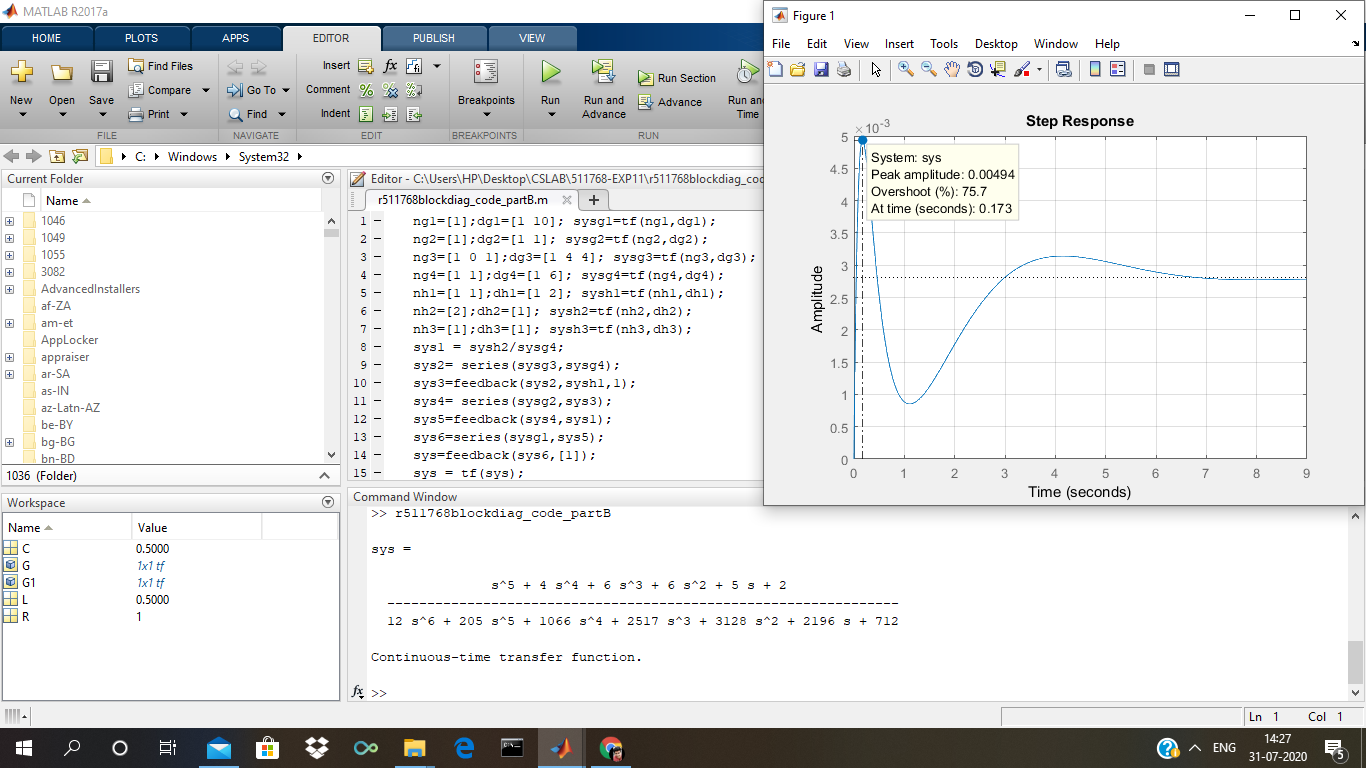 MATLAB R2017a
HOME PLOTS APPS EDITOR PUBLISH VIEW
New
Open
Save
Find Files
Compare
Print
FILE
Go To
Find
NAVIGATE
Insert
fx
Comment
Indent
EDIT
Breakpoints
BREAKPOINTS
Run
Run and Advance
Run Section
Advance
Run and Time
RUN
C: Windows System32
Current Folder
Name
1046
1049
1055
3082
AdvancedInstallers
af-ZA
am-et
AppLocker
appraiser
ar-SA
as-IN
az-Latn-AZ
be-BY
bg-BG
bn-BD
1036 (Folder)
Workspace
Name Value
C 0.5000
G 1x1 tf
G1 1x1 tf
L 0.5000
R 1
Editor - C:\Users\HP\Desktop\CSLAB\511768-EXP11\r511768blockdiag_coc
r511768blockdiag_code_partB.m
1 ng1=[1];dg1=[1 10]; sysg1=tf(ng1,dg1);
2 ng2=[1];dg2=[1 1]; sysg2=tf(ng2,dg2);
3 ng3=[1 0 1];dg3=[1 4 4]; sysg3=tf(ng3,dg3);
4 ng4=[1 1];dg4=[1 6]; sysg4=tf(ng4,dg4);
5 nh1=[1 1];dh1=[1 2]; sysh1=tf(nh1,dh1);
6 nh2=[2];dh2=[1]; sysh2=tf(nh2,dh2);
7 nh3=[1];dh3=[1]; sysh3=tf(nh3,dh3);
8 sys1 = sysh2/sysg4;
9 sys2= series(sysg3,sysg4);
10 sys3=feedback(sys2,sysh1,1);
11 sys4= series(sysg2,sys3);
12 sys5=feedback(sys4,sys1);
13 sys6=series(sysg1,sys5);
14 sys=feedback(sys6,[1]);
15 sys = tf(sys);
Command Window
>> r511768blockdiag_code_partB
sys =
s^5 + 4 s^4 + 6 s^3 + 6 s^2 + 5 s + 2
----------------------------------------------------------------
12 s^6 + 205 s^5 + 1066 s^4 + 2517 s^3 + 3128 s^2 + 2196 s + 712
Continuous-time transfer function.
fx >>
Figure 1
File Edit View Insert Tools Desktop Window Help
Step Response
×10^-3
5
4.5
4
3.5
3
2.5
2
1.5
1
0.5
0
Amplitude
System: sys
Peak amplitude: 0.00494
Overshoot (%): 75.7
At time (seconds): 0.173
0 1 2 3 4 5 6 7 8 9
Time (seconds)
Ln 1 Col 1
ENG
14:27
31-07-2020
5